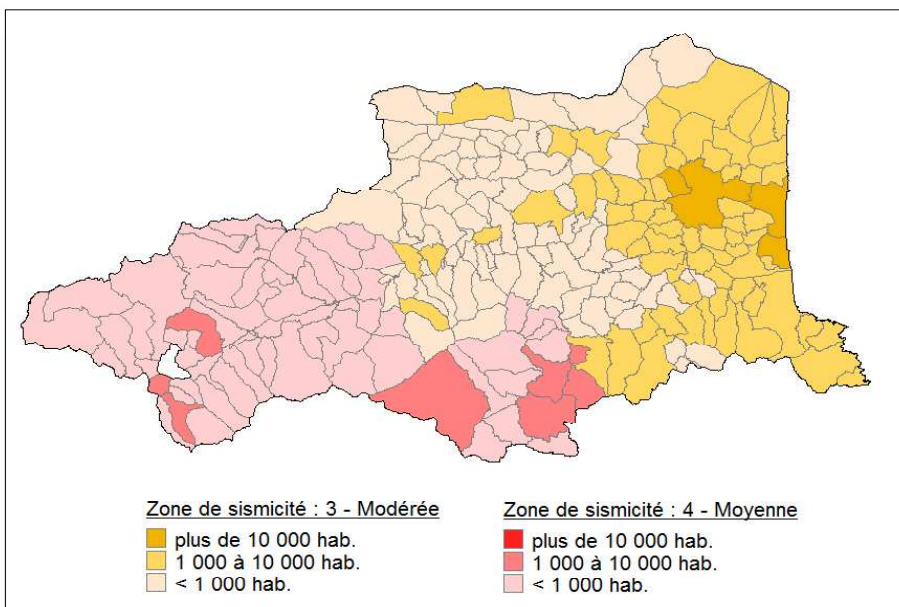 Zone de sismicité : 3 - Modérée
plus de 10 000 hab.
1 000 à 10 000 hab.
< 1 000 hab.
Zone de sismicité : 4 - Moyenne
plus de 10 000 hab.
1 000 à 10 000 hab.
< 1 000 hab.